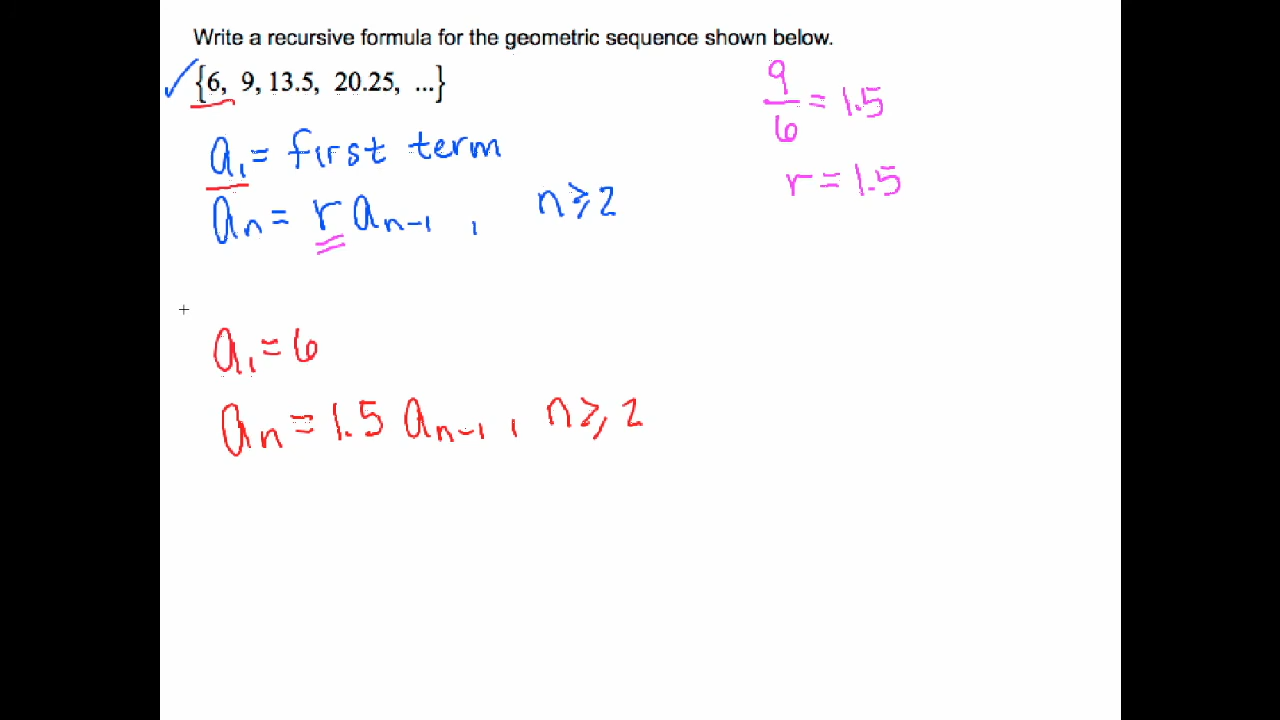 Write a recursive formula for the geometric sequence shown below.
{6, 9, 13.5, 20.25, ...}
a₁ = first term
aₙ = r aₙ₋₁ , n ≥ 2
9/6 = 1.5
r = 1.5
a₁ = 6
aₙ = 1.5 aₙ₋₁ , n ≥ 2